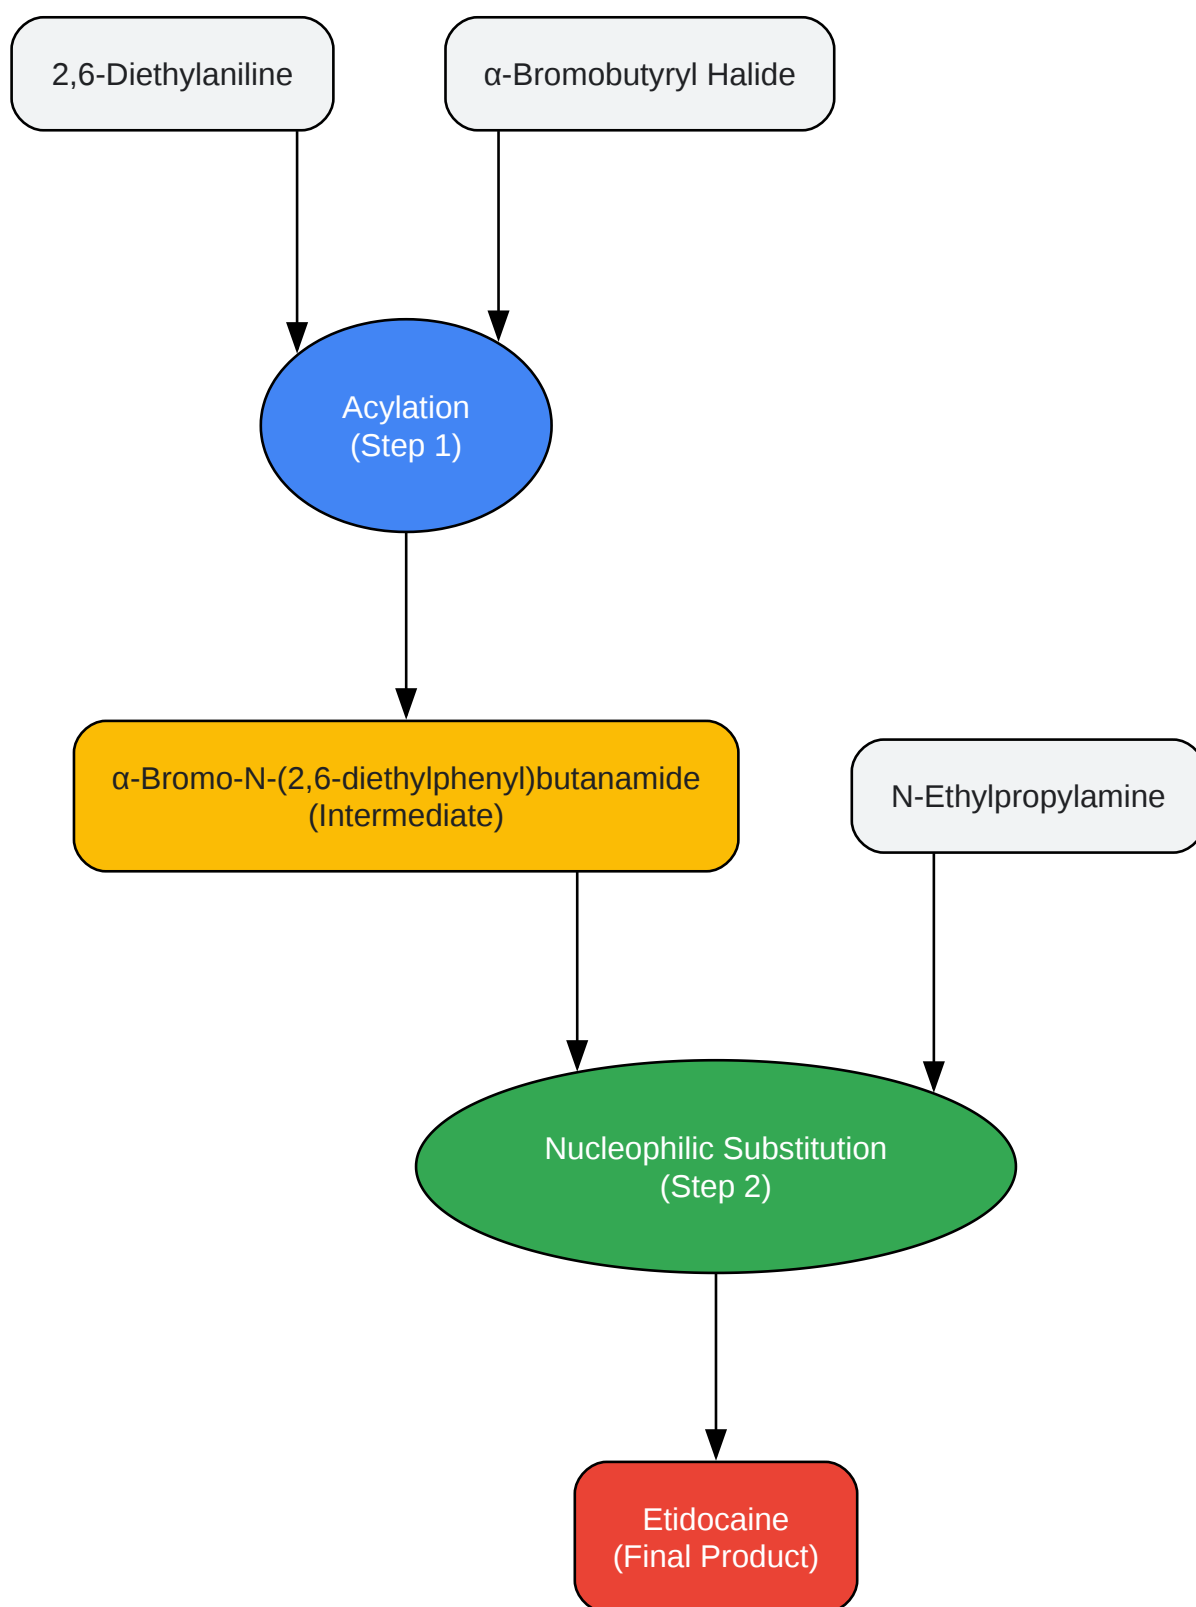 2,6-Diethylaniline
α-Bromobutyryl Halide
Acylation
(Step 1)
α-Bromo-N-(2,6-diethylphenyl)butanamide
(Intermediate)
N-Ethylpropylamine
Nucleophilic Substitution
(Step 2)
Etidocaine
(Final Product)